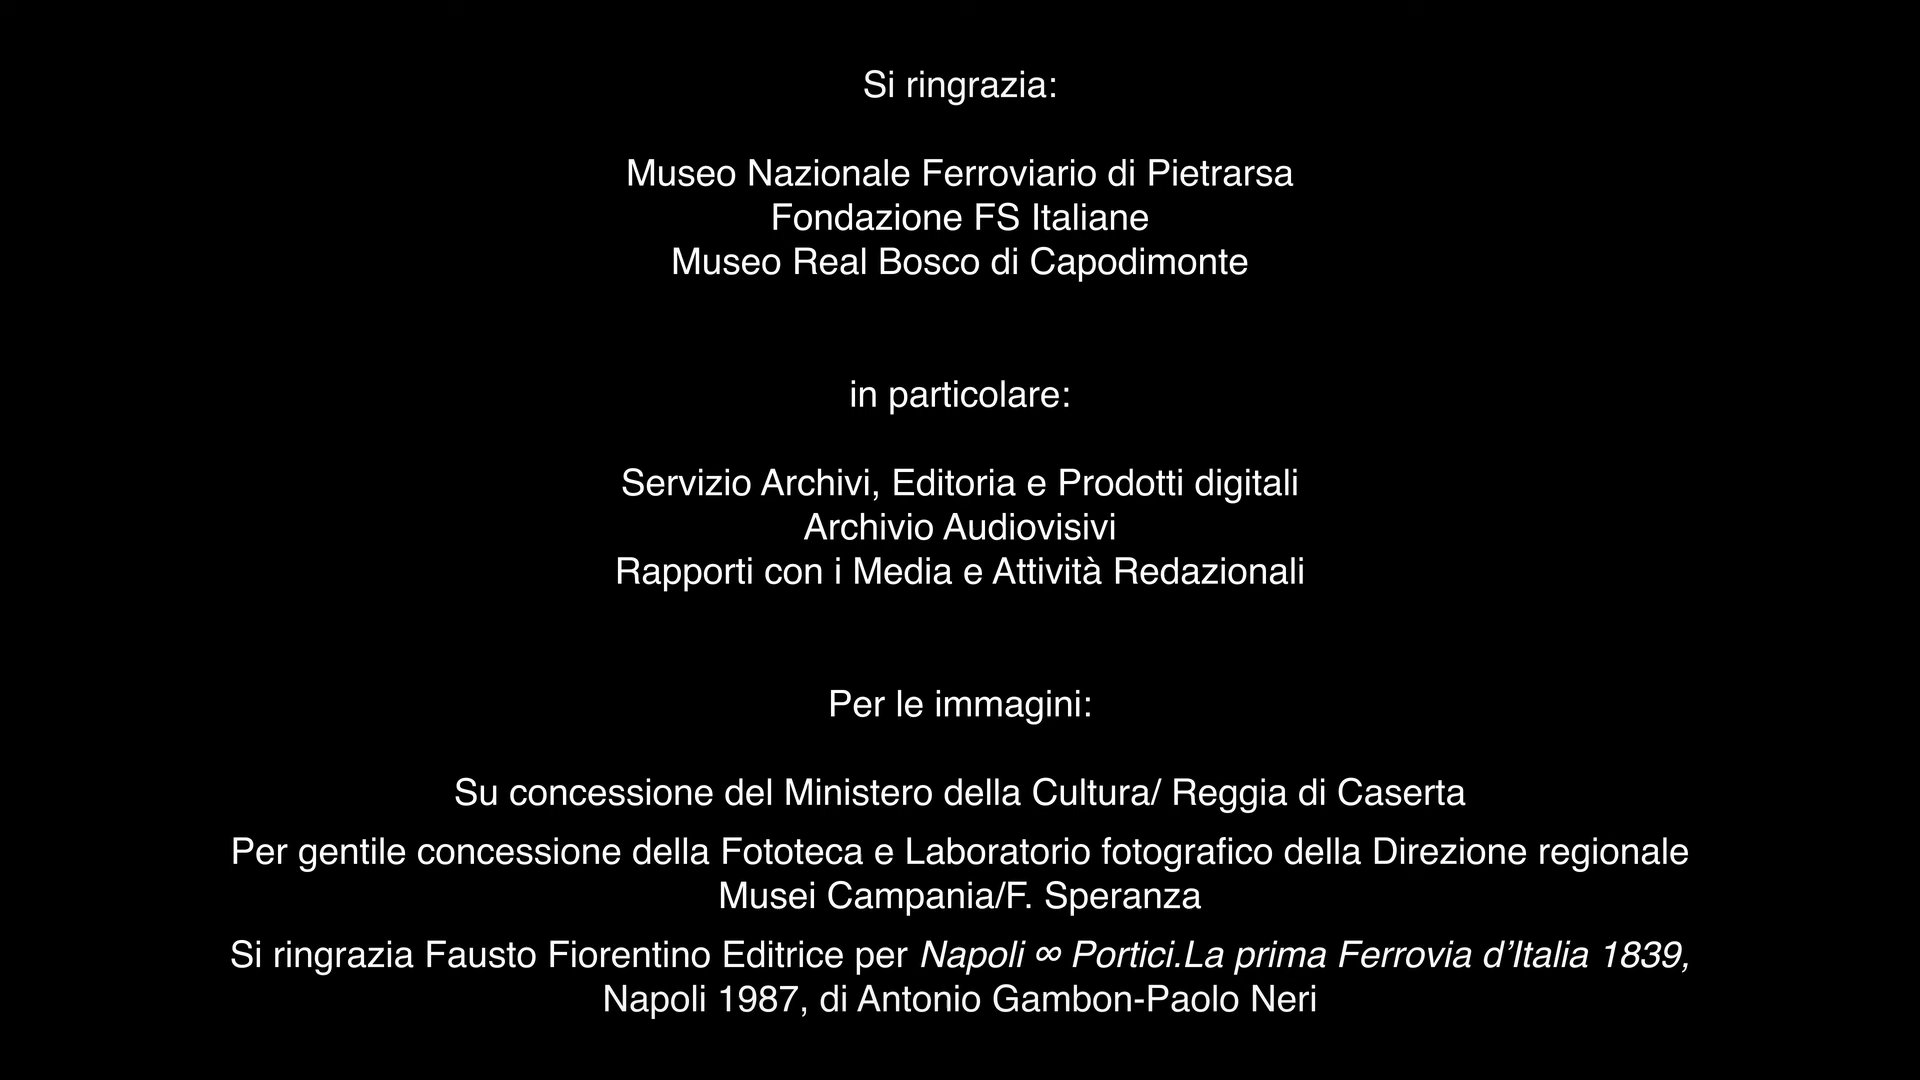 Si ringrazia:
Museo Nazionale Ferroviario di Pietrarsa
Fondazione FS Italiane
Museo Real Bosco di Capodimonte
in particolare:
Servizio Archivi, Editoria e Prodotti digitali
Archivio Audiovisivi
Rapporti con i Media e Attività Redazionali
Per le immagini:
Su concessione del Ministero della Cultura/ Reggia di Caserta
Per gentile concessione della Fototeca e Laboratorio fotografico della Direzione regionale
Musei Campania/F. Speranza
Si ringrazia Fausto Fiorentino Editrice per Napoli ∞ Portici.La prima Ferrovia d’Italia 1839,
Napoli 1987, di Antonio Gambon-Paolo Neri